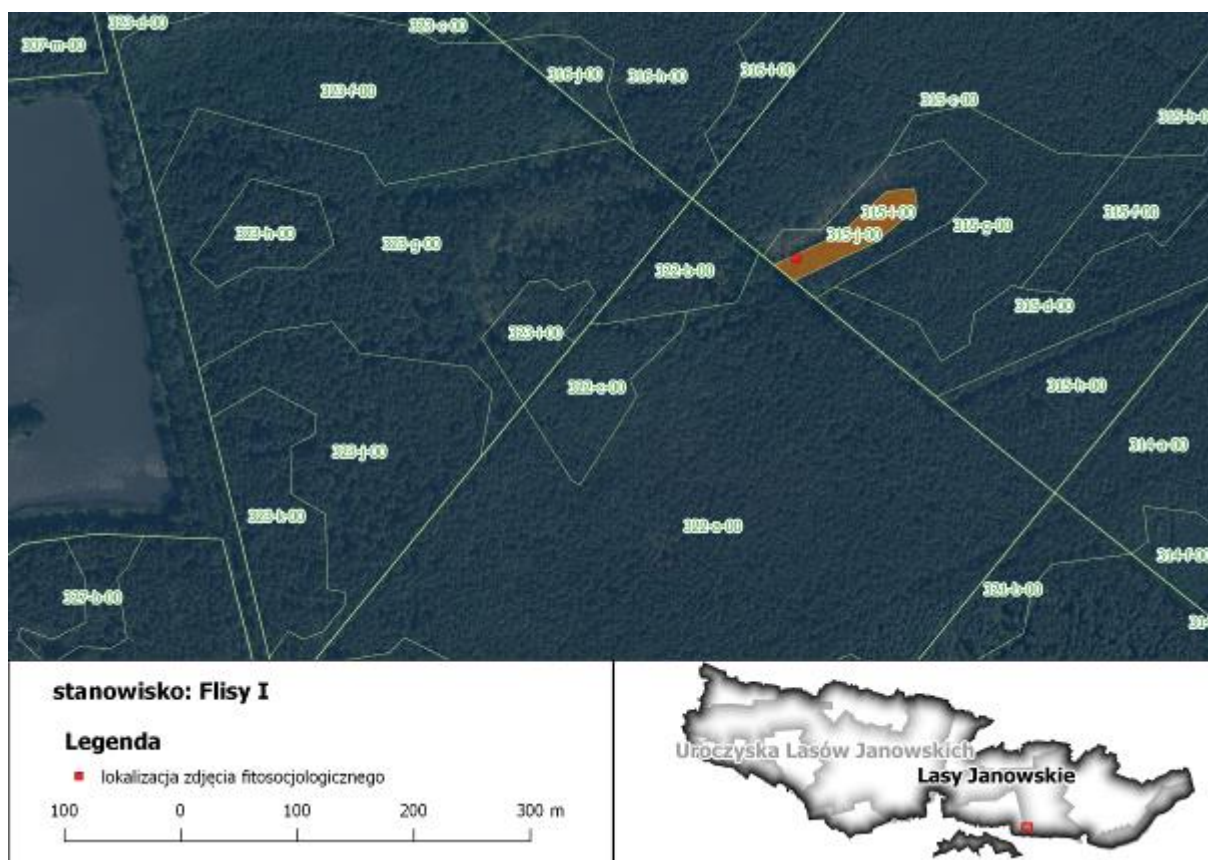 323-d-00
323-c-00
307-m-00
316-j-00
316-h-00
316-i-00
323-f-00
315-c-00
315-b-0
315-i-00
315-f-00
323-h-00
323-g-00
315-j-00
315-g-00
322-b-00
315-d-00
323-i-00
322-c-00
315-h-00
323-j-00
314-a-00
323-k-00
322-a-00
314-f-00
327-b-00
321-b-00
314
stanowisko: Flisy I
Legenda
lokalizacja zdjęcia fitosocjologicznego
100 0 100 200 300 m
Uroczyska Lasów Janowskich
Lasy Janowskie